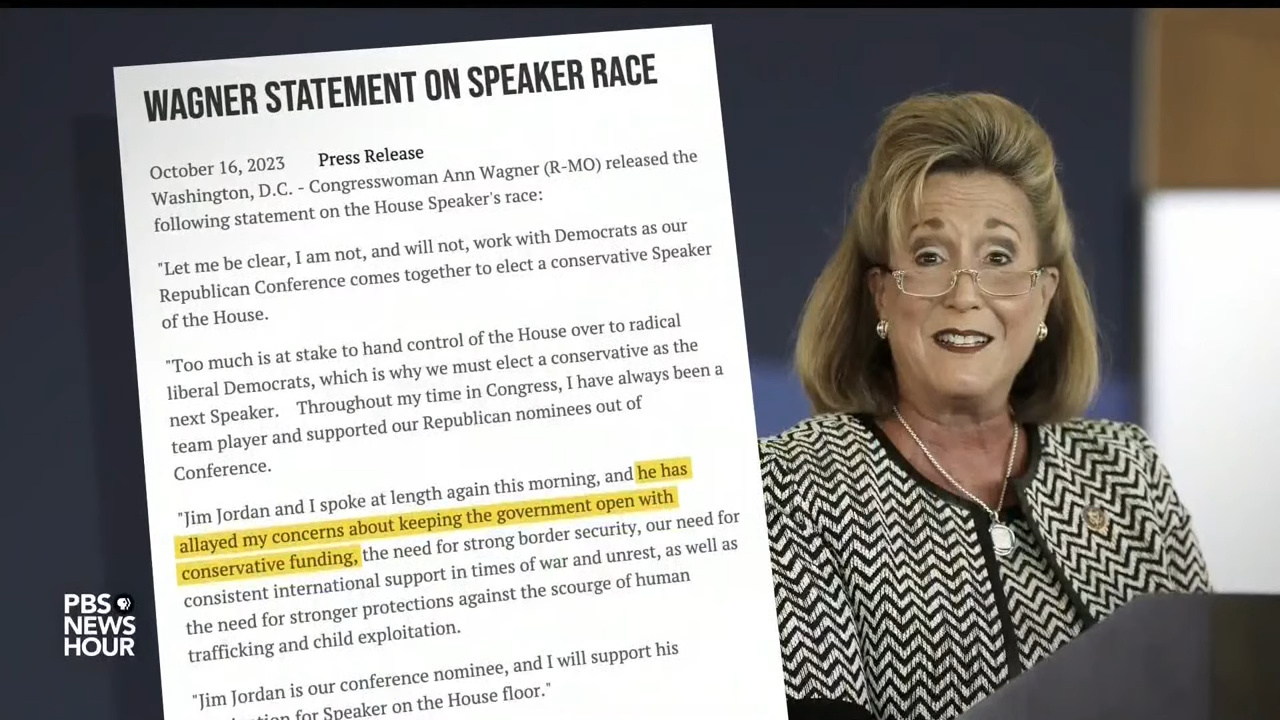 WAGNER STATEMENT ON SPEAKER RACE
October 16, 2023 Press Release
Washington, D.C. - Congresswoman Ann Wagner (R-MO) released the
following statement on the House Speaker's race:
"Let me be clear, I am not, and will not, work with Democrats as our
Republican Conference comes together to elect a conservative Speaker
of the House.
"Too much is at stake to hand control of the House over to radical
liberal Democrats, which is why we must elect a conservative as the
next Speaker. Throughout my time in Congress, I have always been a
team player and supported our Republican nominees out of
Conference.
"Jim Jordan and I spoke at length again this morning, and he has
allayed my concerns about keeping the government open with
conservative funding, the need for strong border security, our need for
consistent international support in times of war and unrest, as well as
the need for stronger protections against the scourge of human
trafficking and child exploitation.
"Jim Jordan is our conference nominee, and I will support his
for Speaker on the House floor."
PBS
NEWS
HOUR